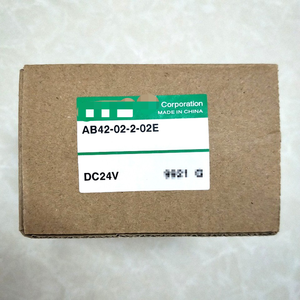 Corporation
MADE IN CHINA
AB42-02-2-02E
DC24V
G